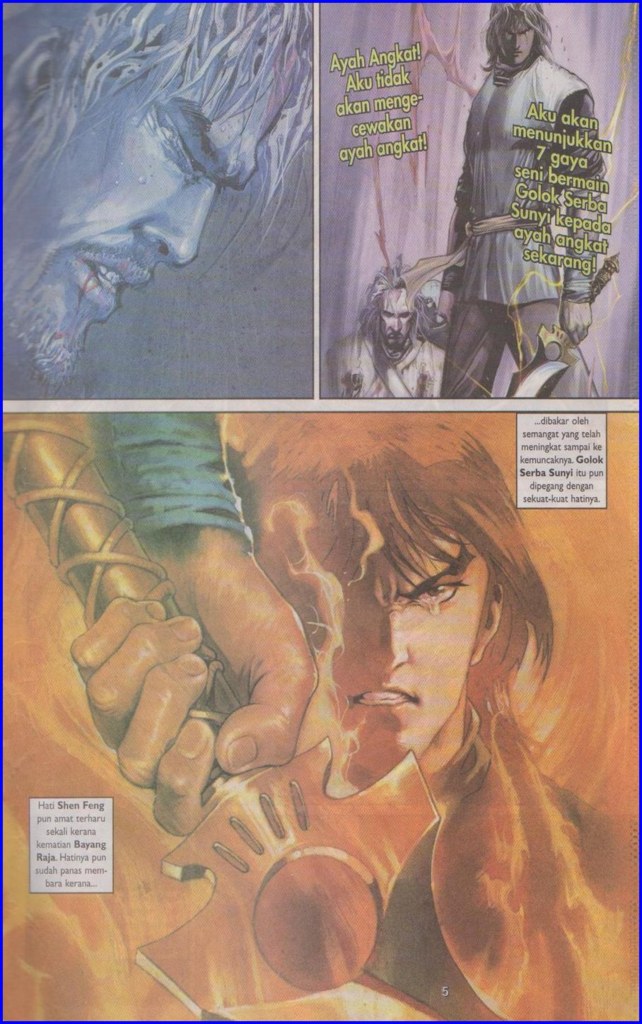 Ayah Angkat!
Aku tidak
akan menge-
cewakan
ayah angkat!
Aku akan
menunjukkan
7 gaya
seni bermain
Golok Serba
Sunyi kepada
ayah angkat
sekarang!
...dibakar oleh
semangat yang telah
meningkat sampai ke
kemuncaknya. Golok
Serba Sunyi itu pun
dipegang dengan
sekuat-kuat hatinya.
Hati Shen Feng
pun amat terharu
sekali kerana
kematian Bayang
Raja. Hatinya pun
sudah panas mem-
bara kerana...
5